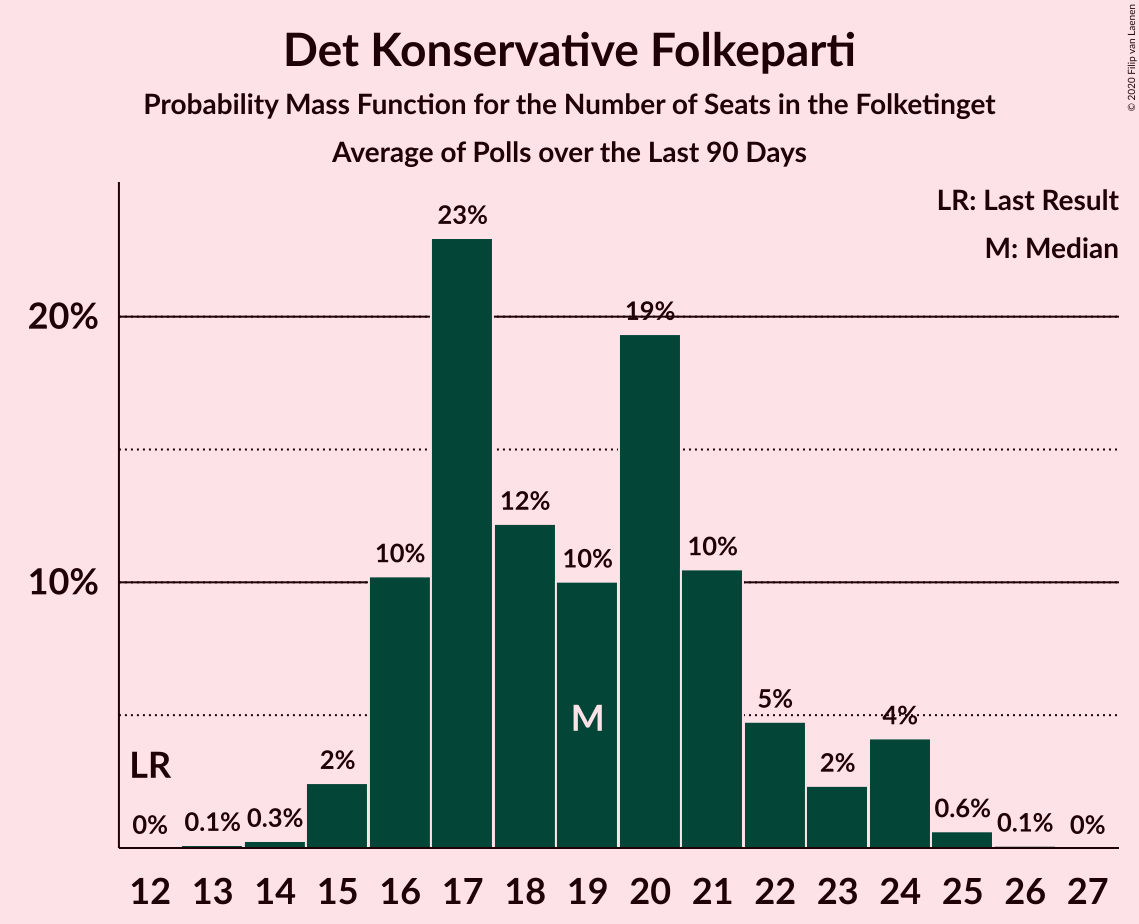 Det Konservative Folkeparti
Probability Mass Function for the Number of Seats in the Folketinget
Average of Polls over the Last 90 Days
© 2020 Filip van Laenen
LR: Last Result
M: Median
20%
10%
LR
0%
0.1%
0.3%
2%
10%
23%
12%
10%
M
19%
10%
5%
2%
4%
0.6%
0.1%
0%
12 13 14 15 16 17 18 19 20 21 22 23 24 25 26 27